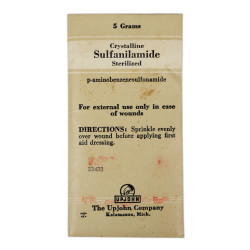 5 Grams
Crystalline
Sulfanilamide
Sterilized
p-aminobenzenesulfonamide
For external use only in case
of wounds
DIRECTIONS: Sprinkle evenly
over wound before applying first
aid dressing.
UPJOHN
The Upjohn Company
Kalamazoo, Mich.